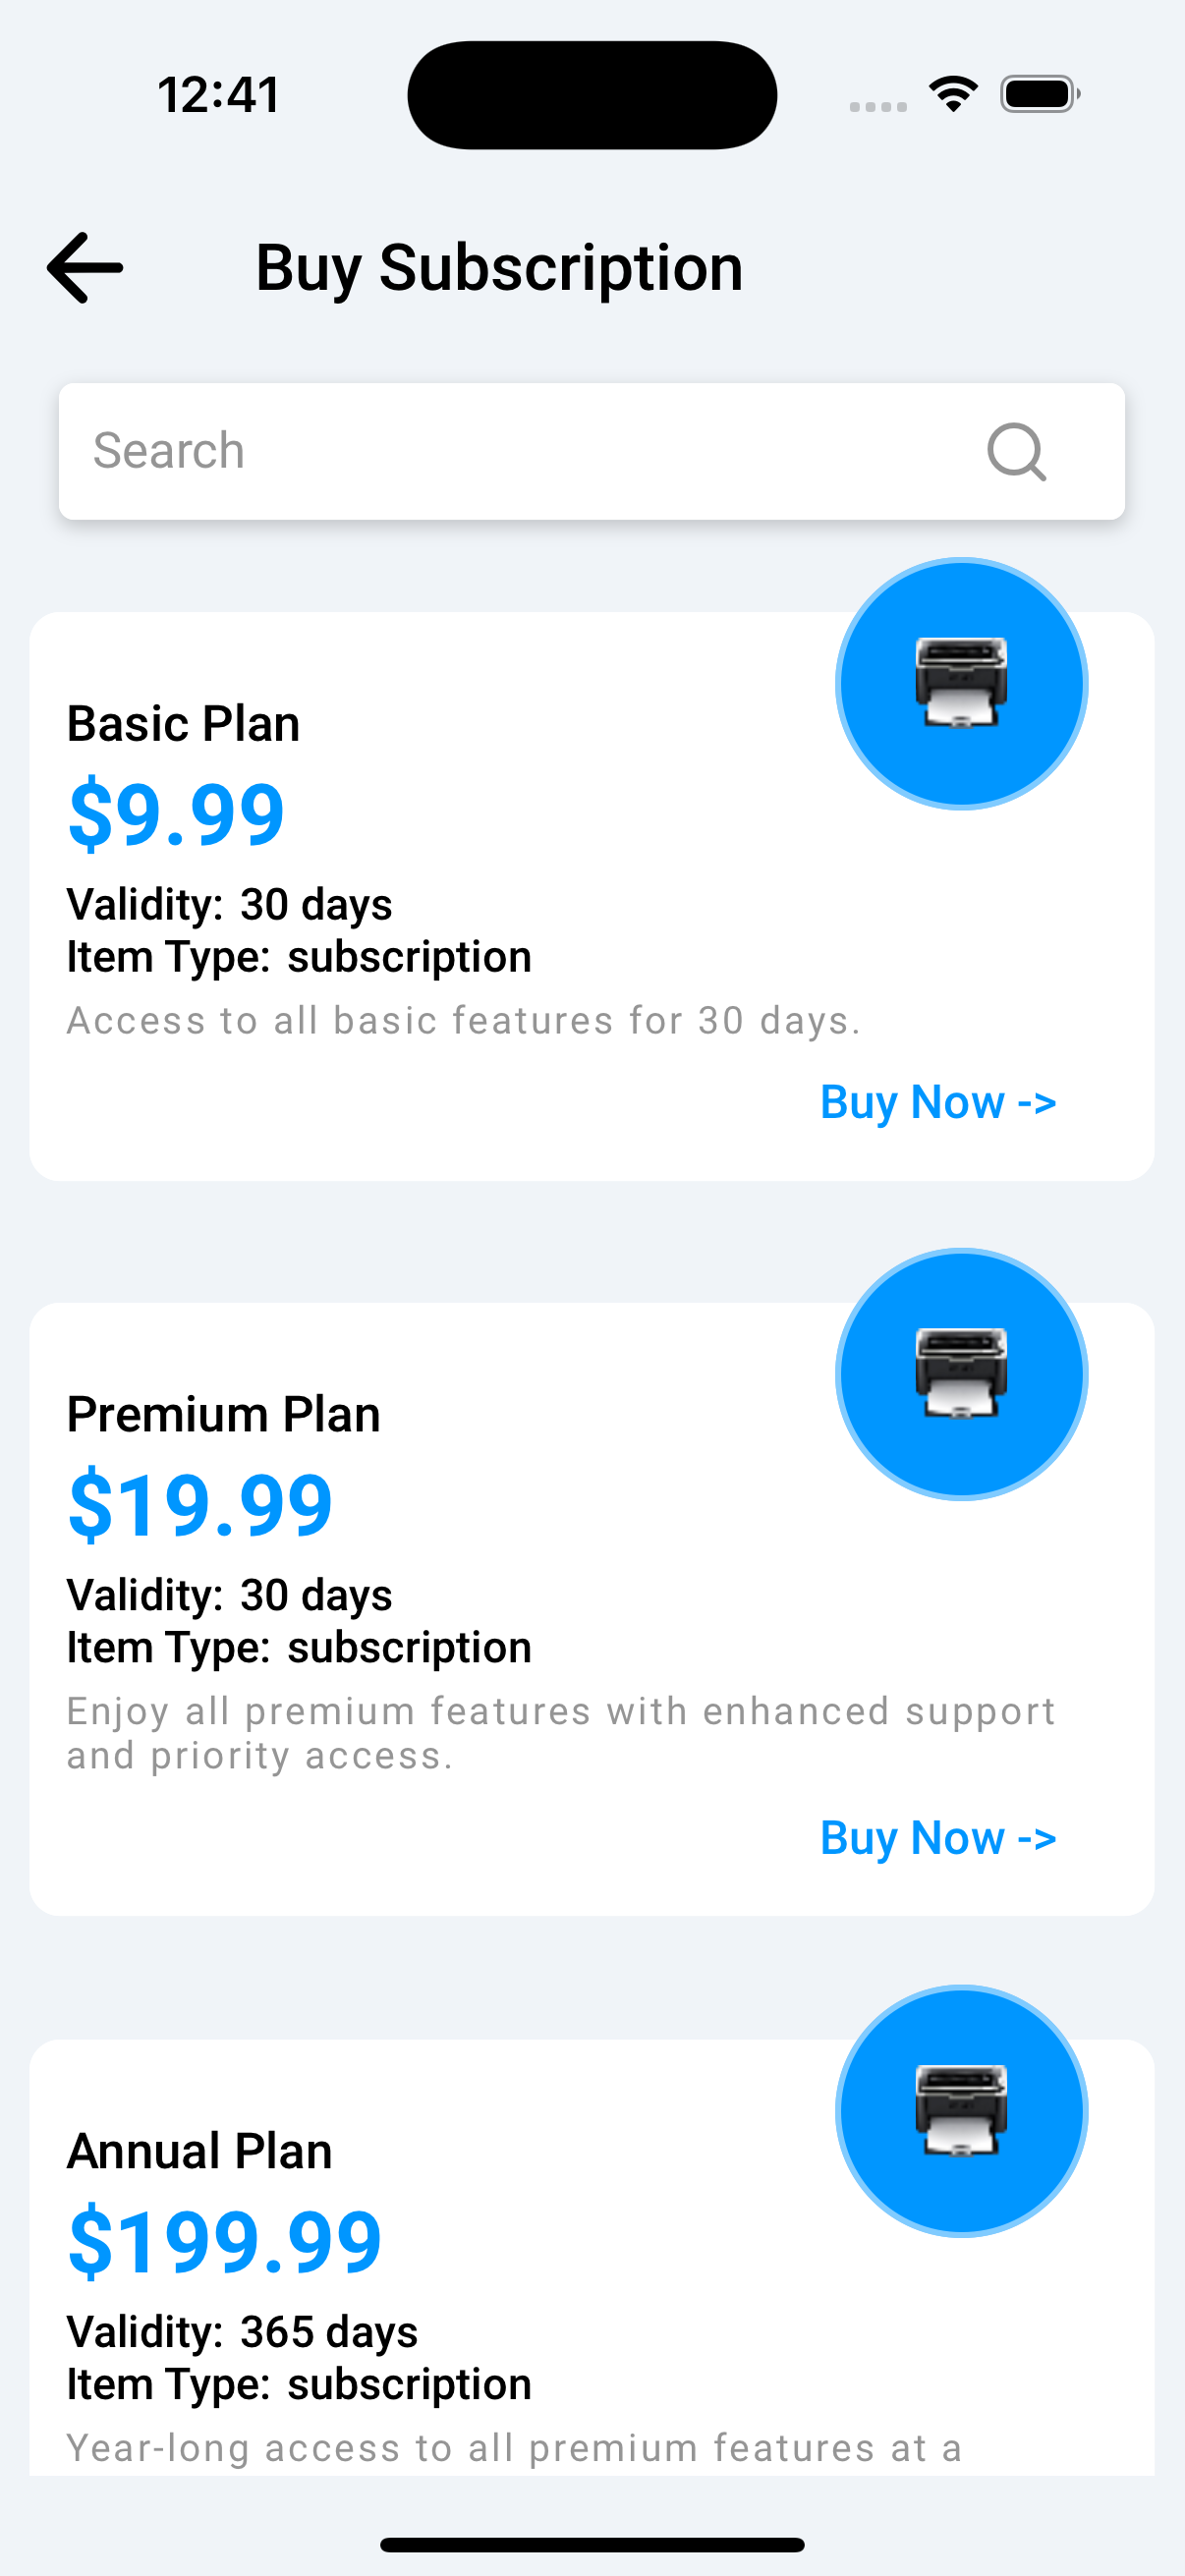 12:41
Buy Subscription
Search
Basic Plan
$9.99
Validity: 30 days
Item Type: subscription
Access to all basic features for 30 days.
Buy Now ->
Premium Plan
$19.99
Validity: 30 days
Item Type: subscription
Enjoy all premium features with enhanced support
and priority access.
Buy Now ->
Annual Plan
$199.99
Validity: 365 days
Item Type: subscription
Year-long access to all premium features at a